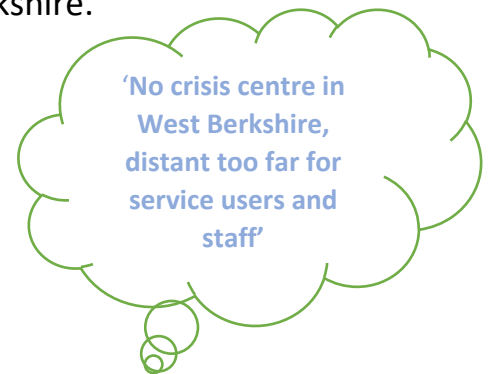 kshire.
‘No crisis centre in
West Berkshire,
distant too far for
service users and
staff’